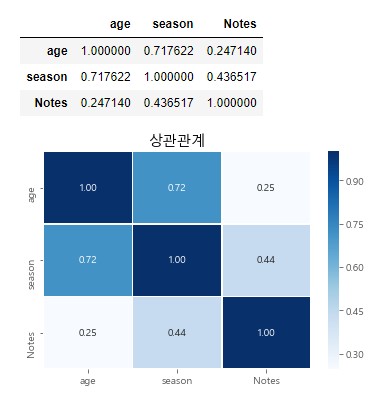 age season Notes
age 1.000000 0.717622 0.247140
season 0.717622 1.000000 0.436517
Notes 0.247140 0.436517 1.000000
상관관계
age 1.00 0.72 0.25
season 0.72 1.00 0.44
Notes 0.25 0.44 1.00
age season Notes
0.90
0.75
0.60
0.45
0.30